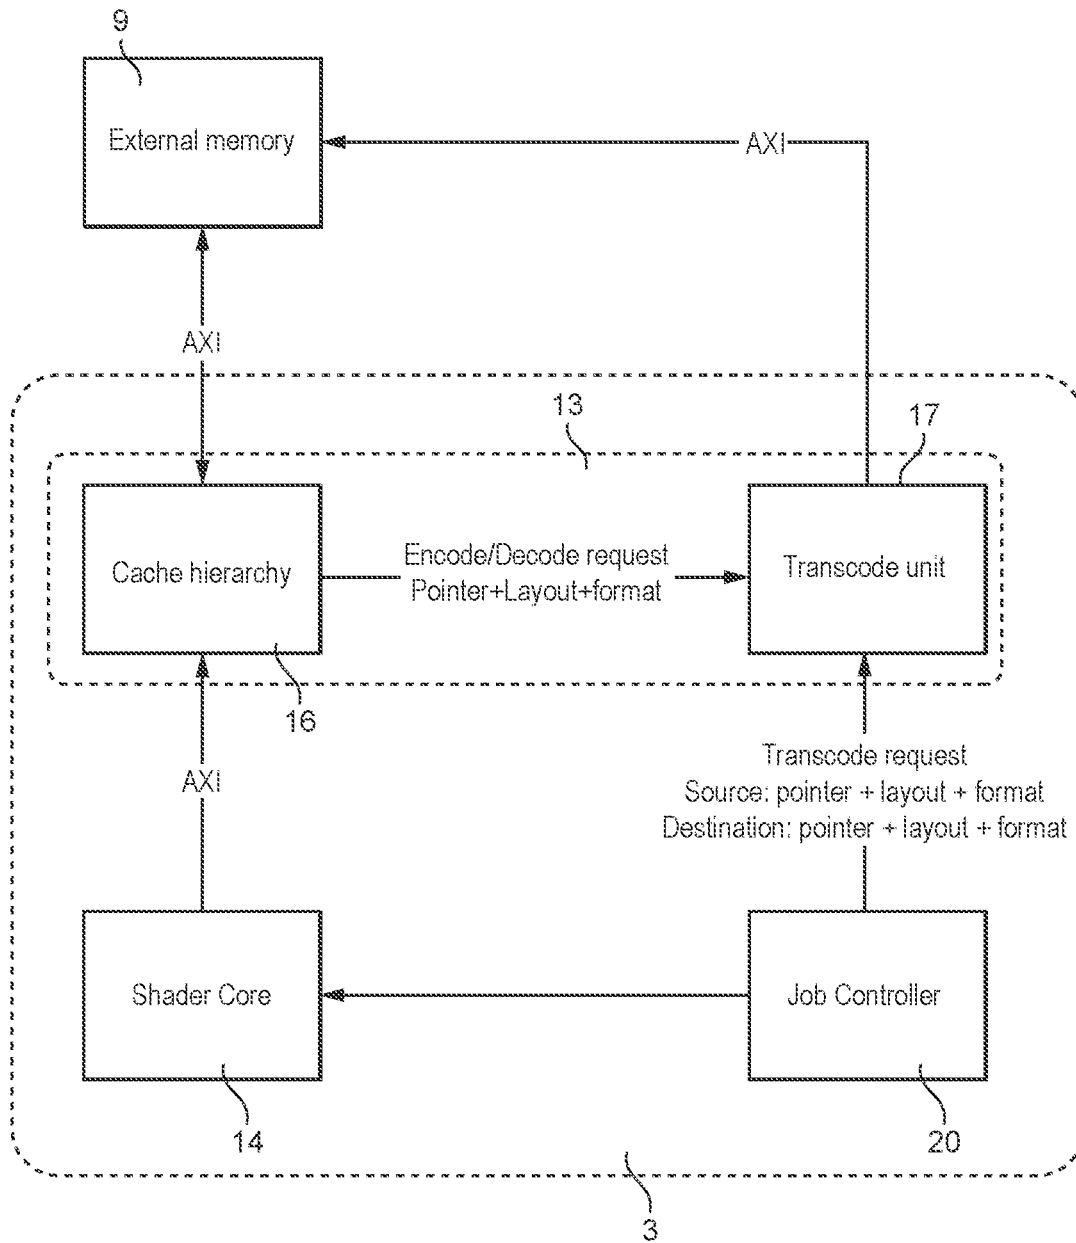 9
External memory
AXI
AXI
13
17
Cache hierarchy
Encode/Decode request
Pointer+Layout+format
Transcode unit
16
AXI
Transcode request
Source: pointer + layout + format
Destination: pointer + layout + format
Shader Core
Job Controller
14
20
3